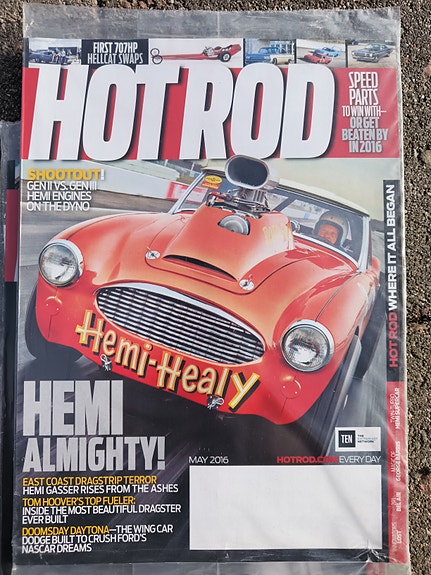 FIRST 707HP
HELLCAT SWAPS
HOT ROD
SPEED
PARTS
TO WIN WITH—
OR GET
BEATEN BY
IN 2016
SHOOTOUT!
GEN II VS. GEN III
HEMI ENGINES
ON THE DYNO
HOT ROD WHERE IT ALL BEGAN
Hemi-Healy
HEMI
ALMIGHTY!
TEN
MAY 2016
HOTROD.COM EVERY DAY
EAST COAST DRAGSTRIP TERROR
HEMI GASSER RISES FROM THE ASHES
TOM HOOVER'S TOP FUELER:
INSIDE THE MOST BEAUTIFUL DRAGSTER
EVER BUILT
DOOMSDAY DAYTONA—THE WING CAR
DODGE BUILT TO CRUSH FORD'S
NASCAR DREAMS
BEL AIR
LOST